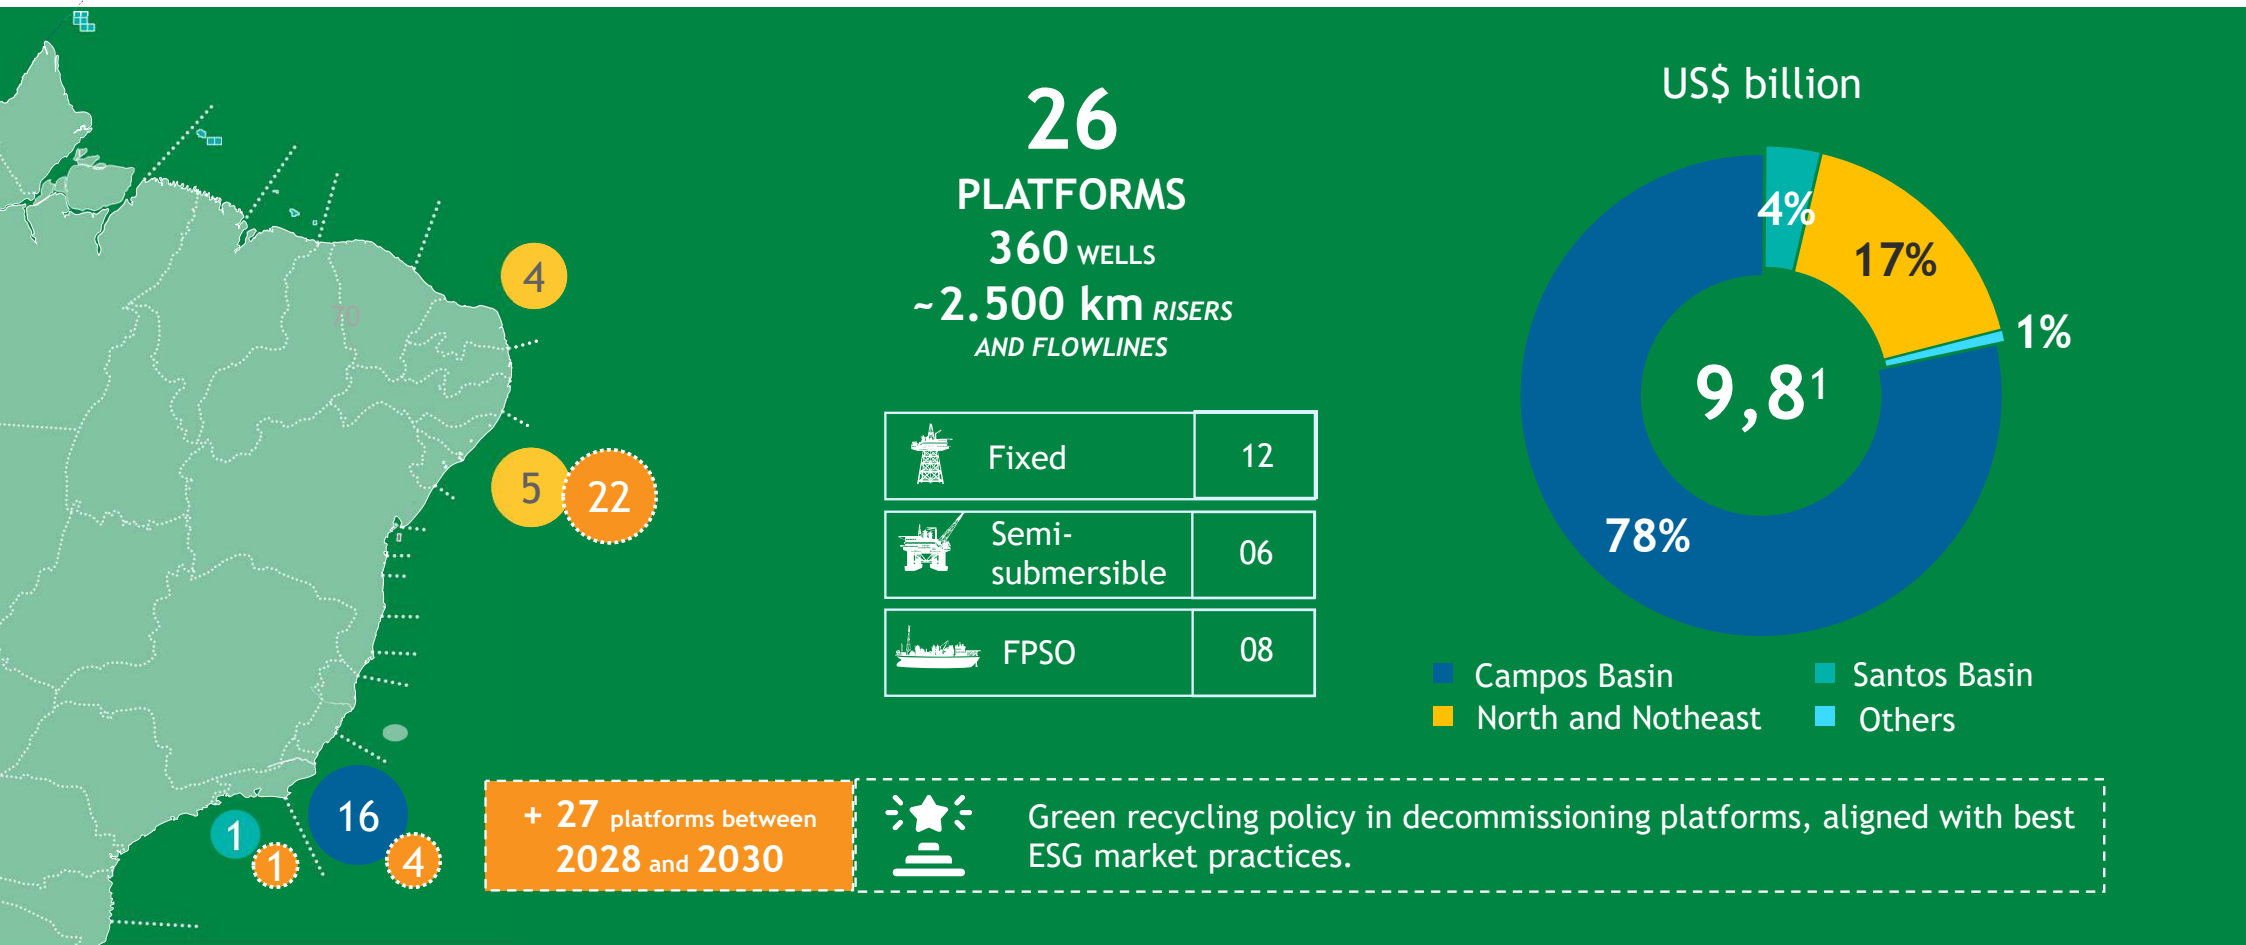 70
4
5
22
16
1
1
4
26
PLATFORMS
360 WELLS
~2.500 km RISERS
AND FLOWLINES
Fixed
12
Semi-
submersible
06
FPSO
08
US$ billion
4%
17%
1%
9,8¹
78%
Campos Basin
Santos Basin
North and Notheast
Others
+ 27 platforms between
2028 and 2030
Green recycling policy in decommissioning platforms, aligned with best
ESG market practices.